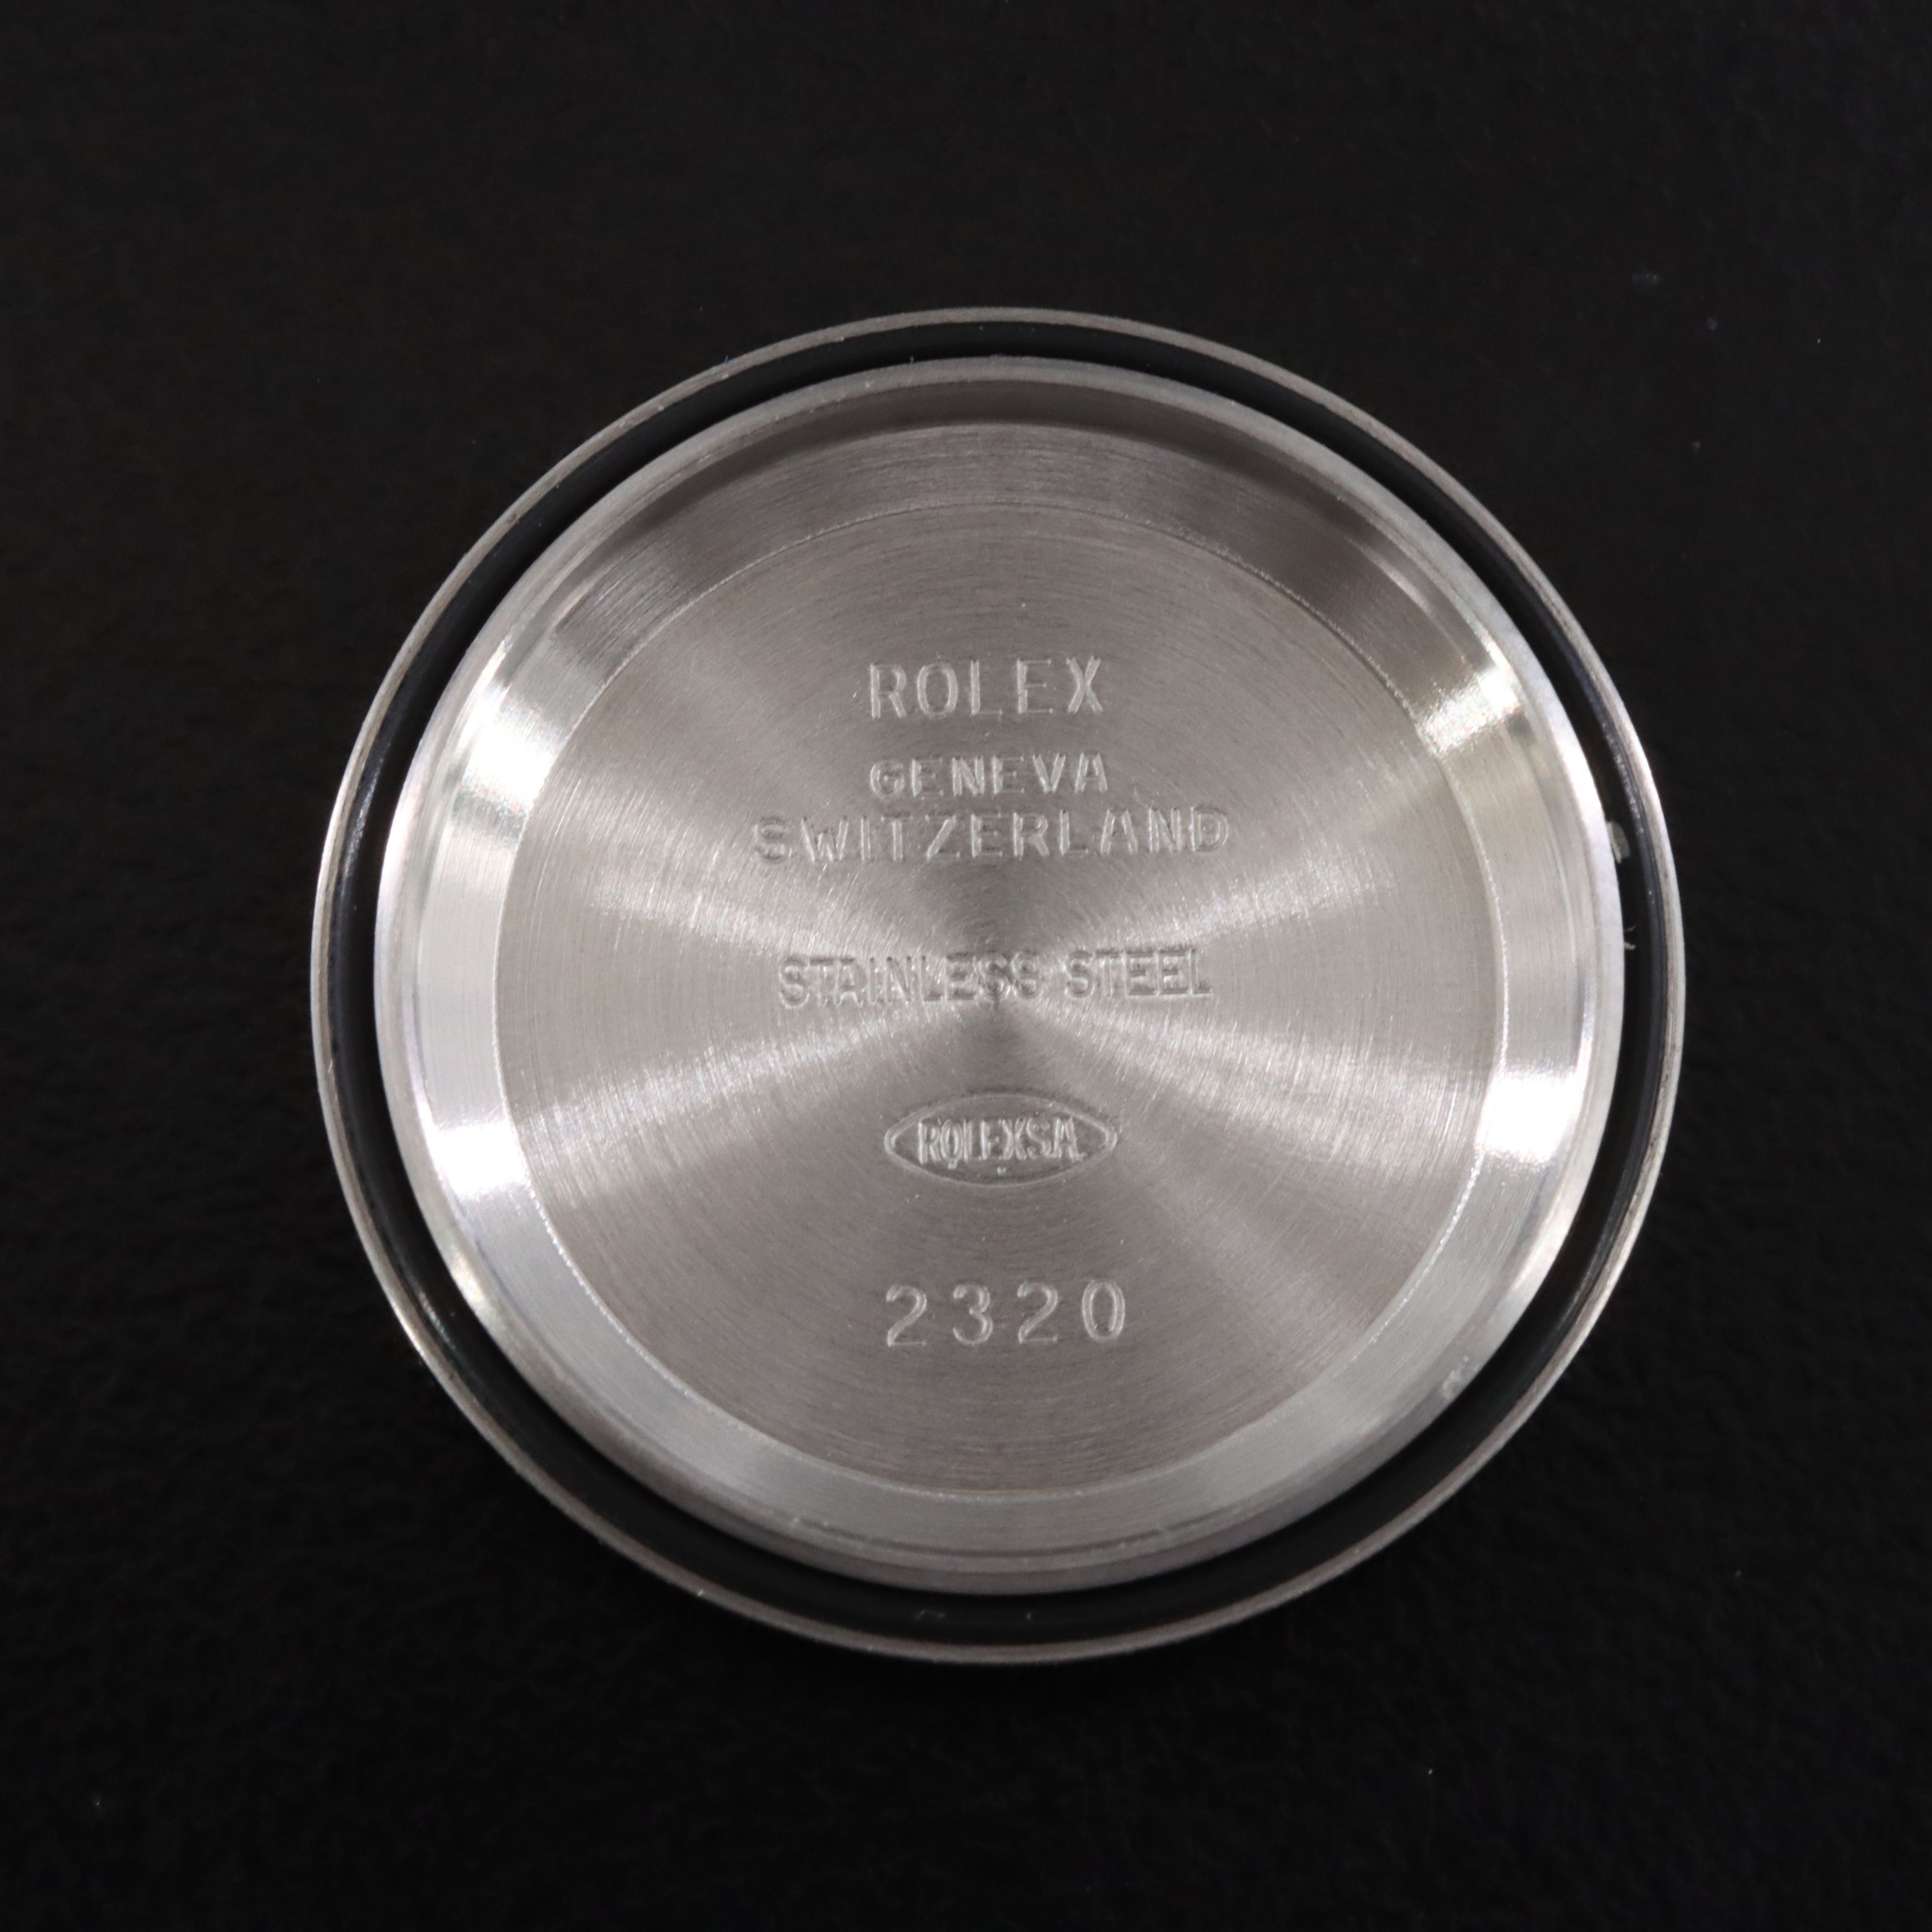 ROLEX
GENEVA
SWITZERLAND
STAINLESS STEEL
ROLEX S.A
2320